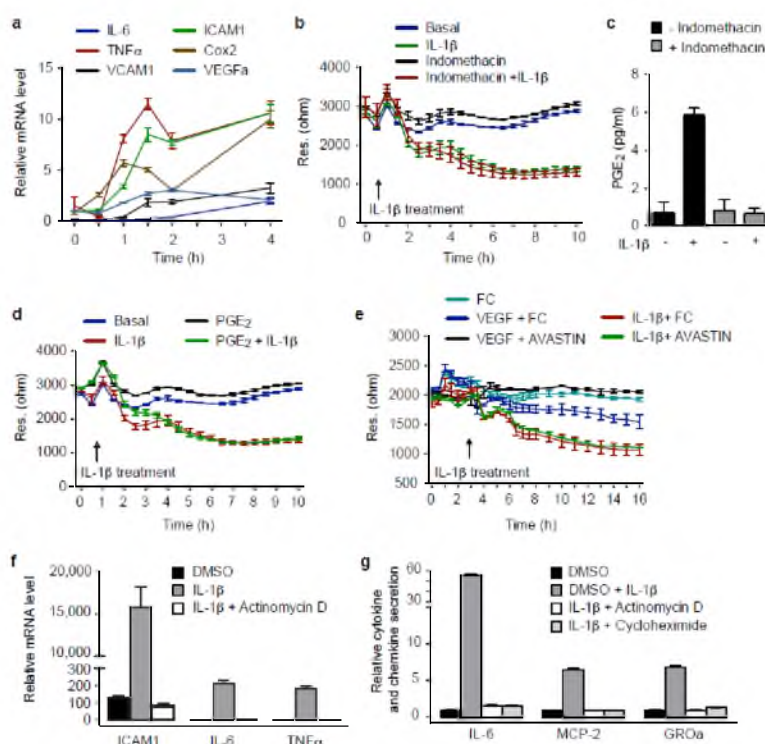 a
IL-6
ICAM1
TNFα
Cox2
VCAM1
VEGFa
Relative mRNA level
15
10
5
0
0 1 2 3 4
Time (h)
b
Basal
IL-1β
Indomethacin
Indomethacin +IL-1β
Res. (ohm)
4000
3000
2000
1000
IL-1β treatment
0 1 2 3 4 5 6 7 8 9 10
Time (h)
c
- Indomethacin
+ Indomethacin
PGE2 (pg/ml)
8
6
4
2
0
IL-1β - + - +
d
Basal
PGE2
IL-1β
PGE2 + IL-1β
Res. (ohm)
4000
3000
2000
1000
0
IL-1β treatment
0 1 2 3 4 5 6 7 8 9 10
Time (h)
e
FC
VEGF + FC
IL-1β + FC
VEGF + AVASTIN
IL-1β + AVASTIN
Res. (ohm)
2500
2000
1500
1000
500
IL-1β treatment
0 2 4 6 8 10 12 14 16
Time (h)
f
DMSO
IL-1β
IL-1β + Actinomycin D
Relative mRNA level
20,000
15,000
10,000
300
200
100
0
ICAM1 IL-6 TNFα
g
DMSO
DMSO + IL-1β
IL-1β + Actinomycin D
IL-1β + Cycloheximide
Relative cytokine
and chemkine secretion
60
30
10
5
0
IL-6 MCP-2 GROa